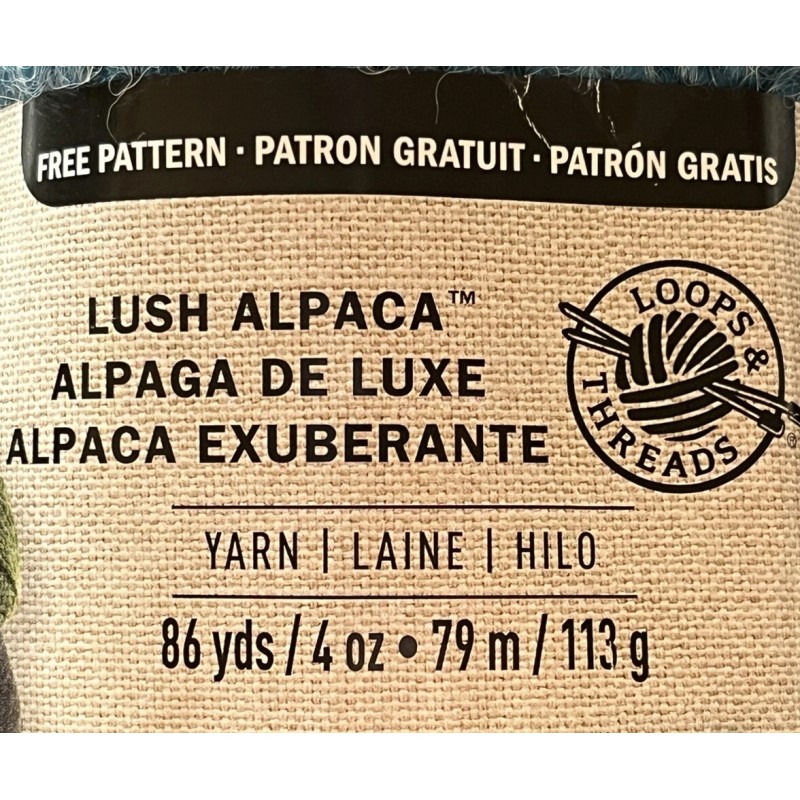 FREE PATTERN · PATRON GRATUIT · PATRÓN GRATIS
LUSH ALPACA™
ALPAGA DE LUXE
ALPACA EXUBERANTE
LOOPS &
THREADS
®
YARN | LAINE | HILO
86 yds / 4 oz • 79 m / 113 g